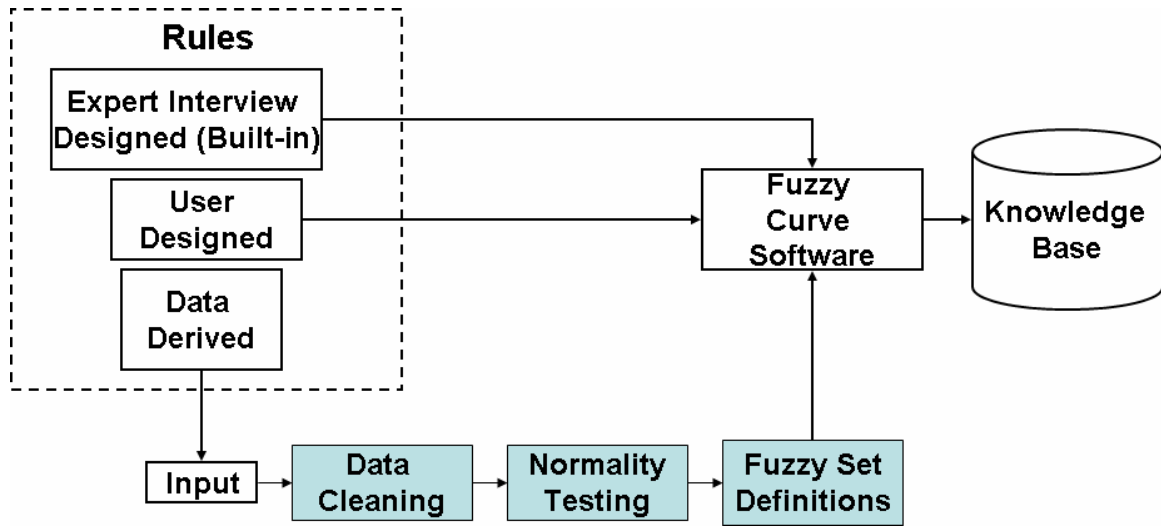 Rules
Expert Interview
Designed (Built-in)
User
Designed
Data
Derived
Fuzzy
Curve
Software
Knowledge
Base
Input
Data
Cleaning
Normality
Testing
Fuzzy Set
Definitions